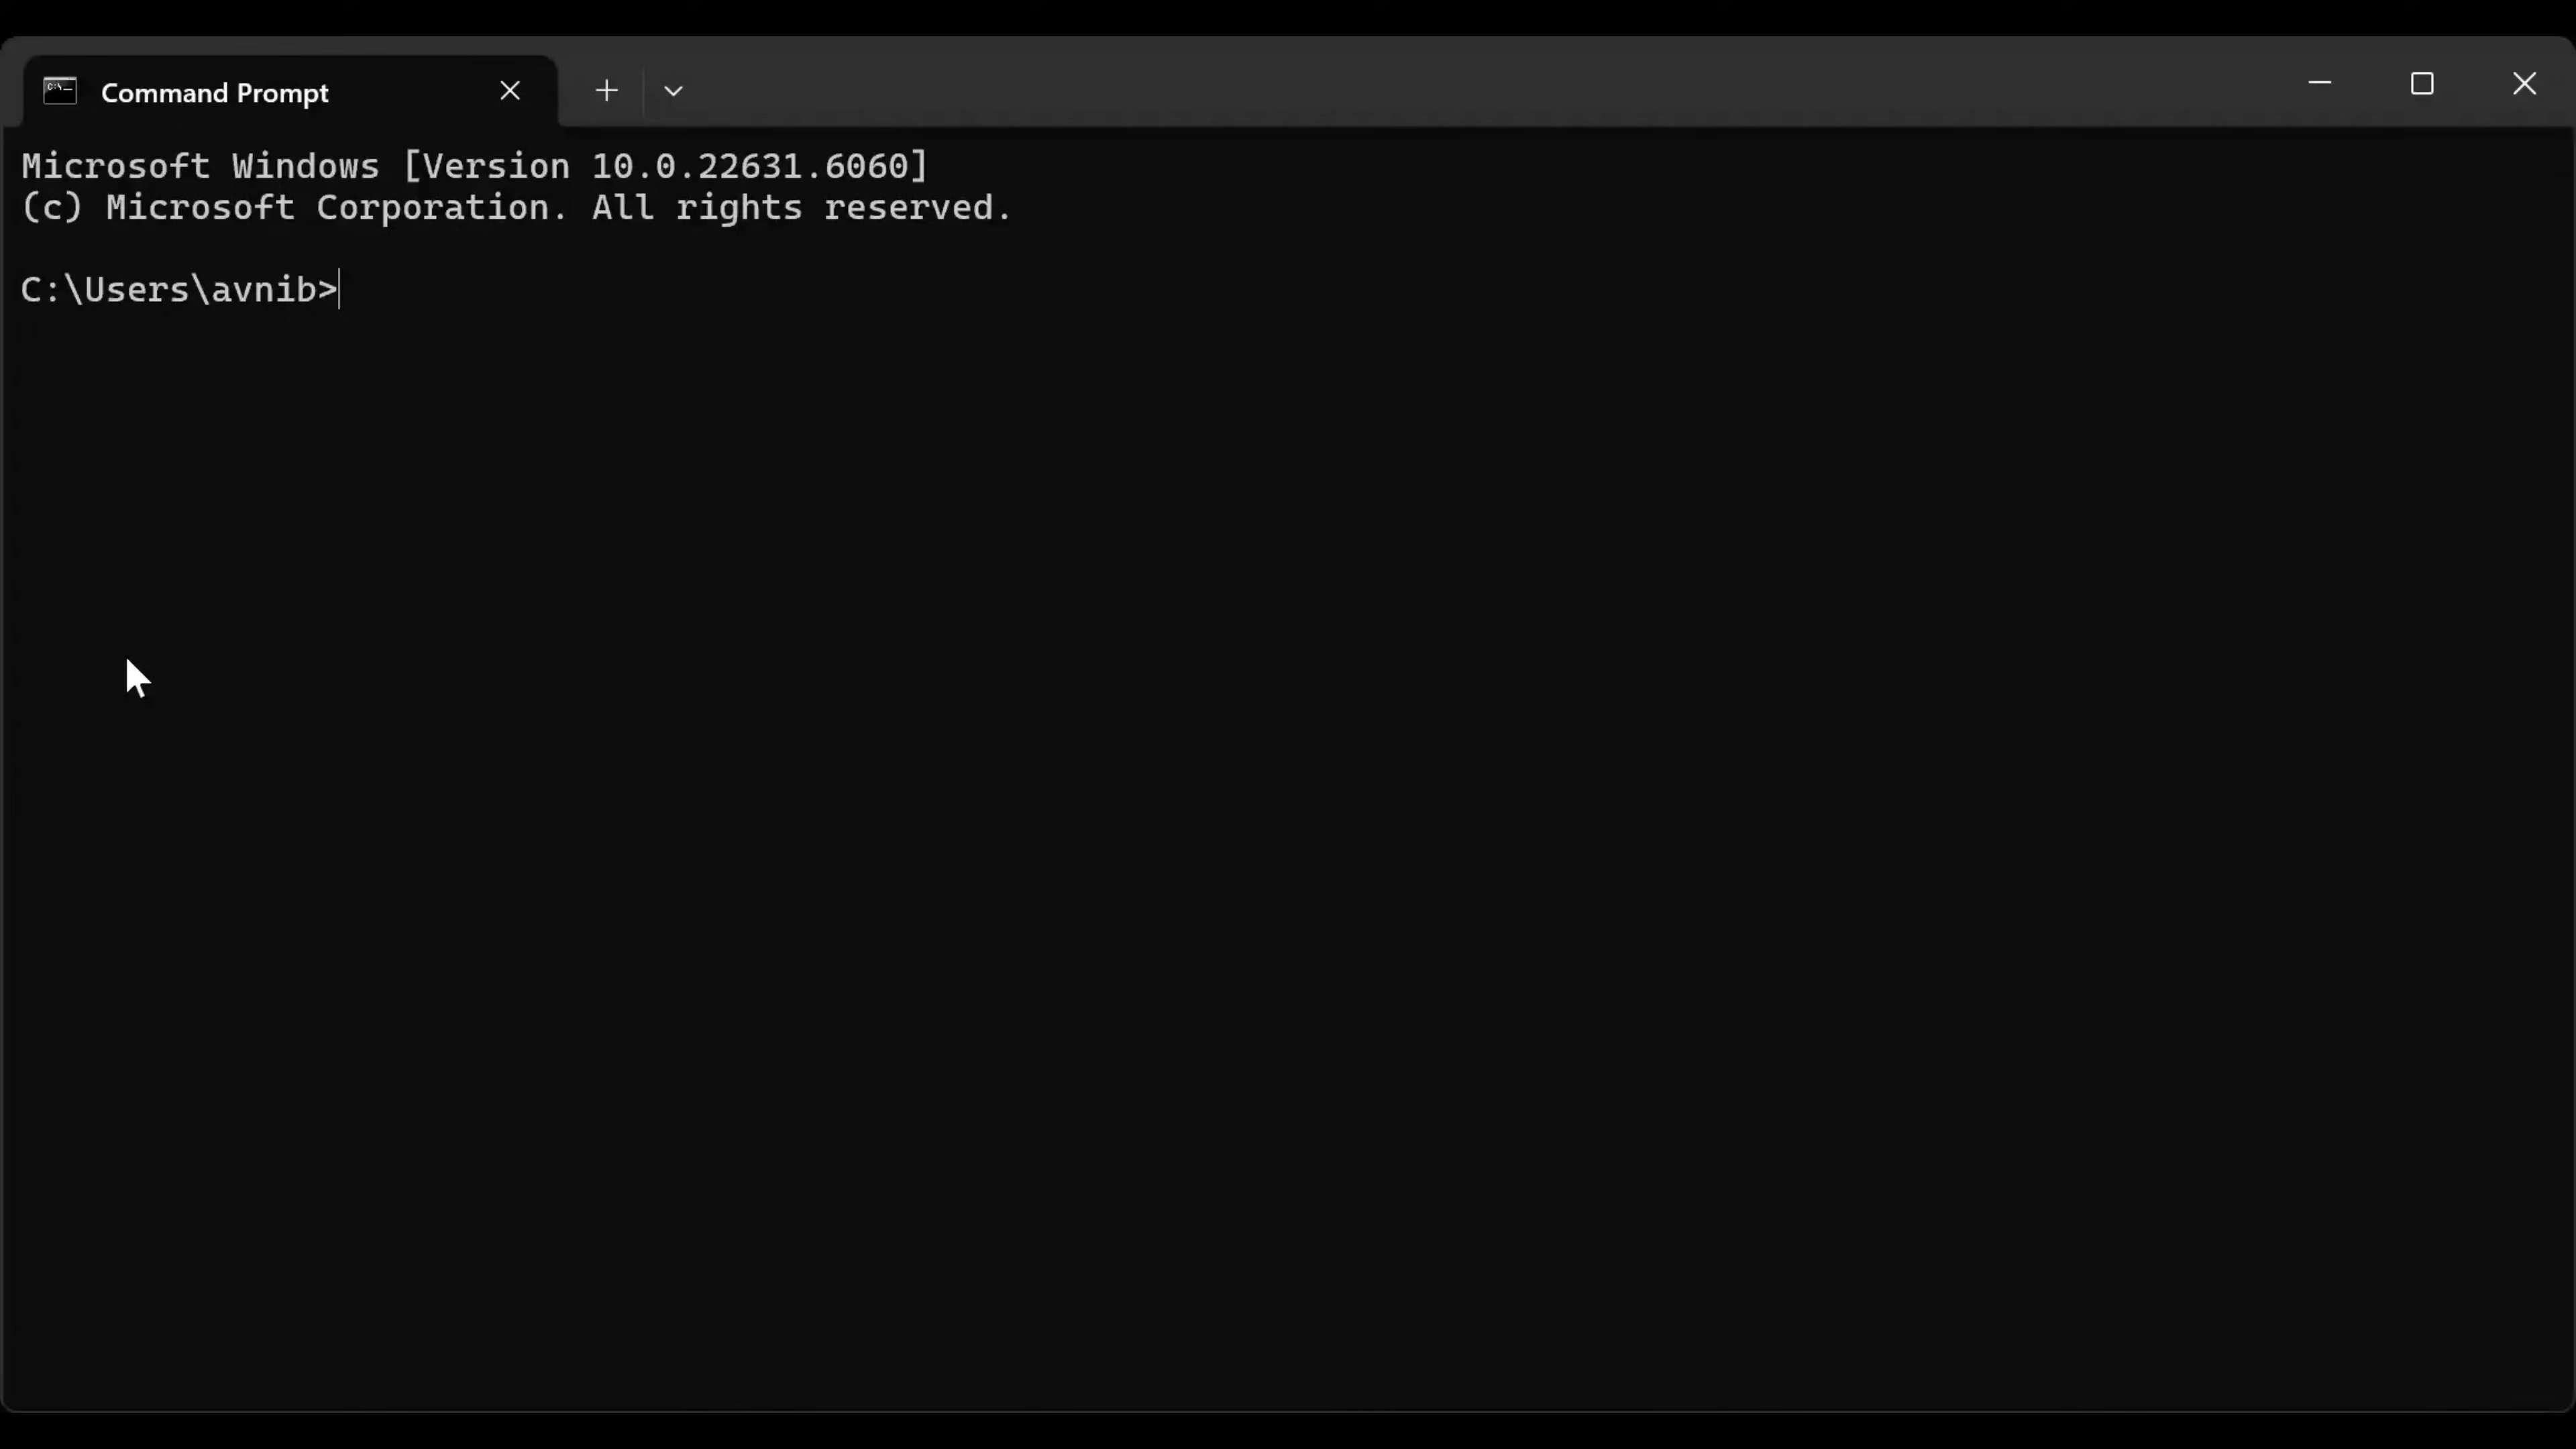 Command Prompt
Microsoft Windows [Version 10.0.22631.6060]
(c) Microsoft Corporation. All rights reserved.
C:\Users\avnib>